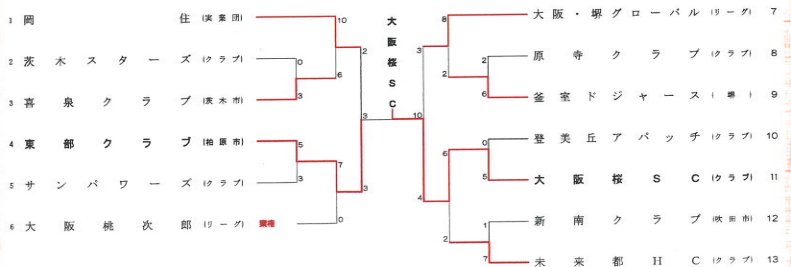 1 岡住 (実業団)
2 茨木スターズ (クラブ)
3 喜泉クラブ (茨木市)
4 東部クラブ (柏原市)
5 サンパワーズ (クラブ)
6 大阪桃次郎 (リーグ) 棄権
10
0
3
6
2
5
3
7
0
3
3
大阪桜SC
10
8
2
6
2
3
0
5
6
1
7
2
4
大阪・堺グローバル (リーグ) 7
原寺クラブ (クラブ) 8
釜室ドジャース (堺) 9
登美丘アパッチ (クラブ) 10
大阪桜SC (クラブ) 11
新南クラブ (吹田市) 12
未来都HC (クラブ) 13